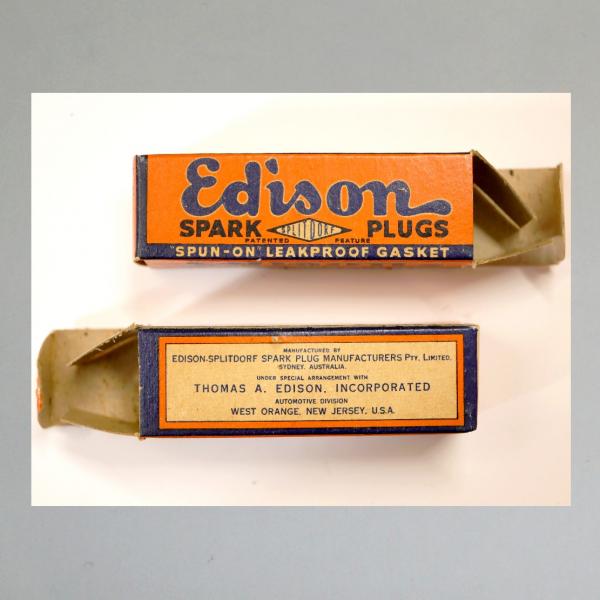 Edison
SPARK SPLITDORF PLUGS
PATENTED FEATURE
"SPUN-ON" LEAKPROOF GASKET
MANUFACTURED BY
EDISON-SPLITDORF SPARK PLUG MANUFACTURERS PTY. LIMITED.
SYDNEY. AUSTRALIA.
UNDER SPECIAL ARRANGEMENT WITH
THOMAS A. EDISON, INCORPORATED
AUTOMOTIVE DIVISION
WEST ORANGE, NEW JERSEY, U.S.A.